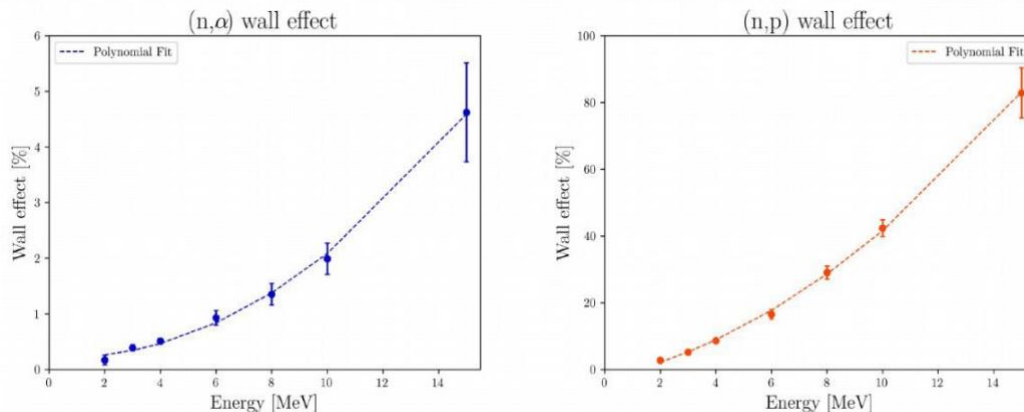 (n,α) wall effect
Polynomial Fit
Wall effect [%]
6
5
4
3
2
1
0
0 2 4 6 8 10 12 14
Energy [MeV]
(n,p) wall effect
Polynomial Fit
Wall effect [%]
100
80
60
40
20
0
0 2 4 6 8 10 12 14
Energy [MeV]